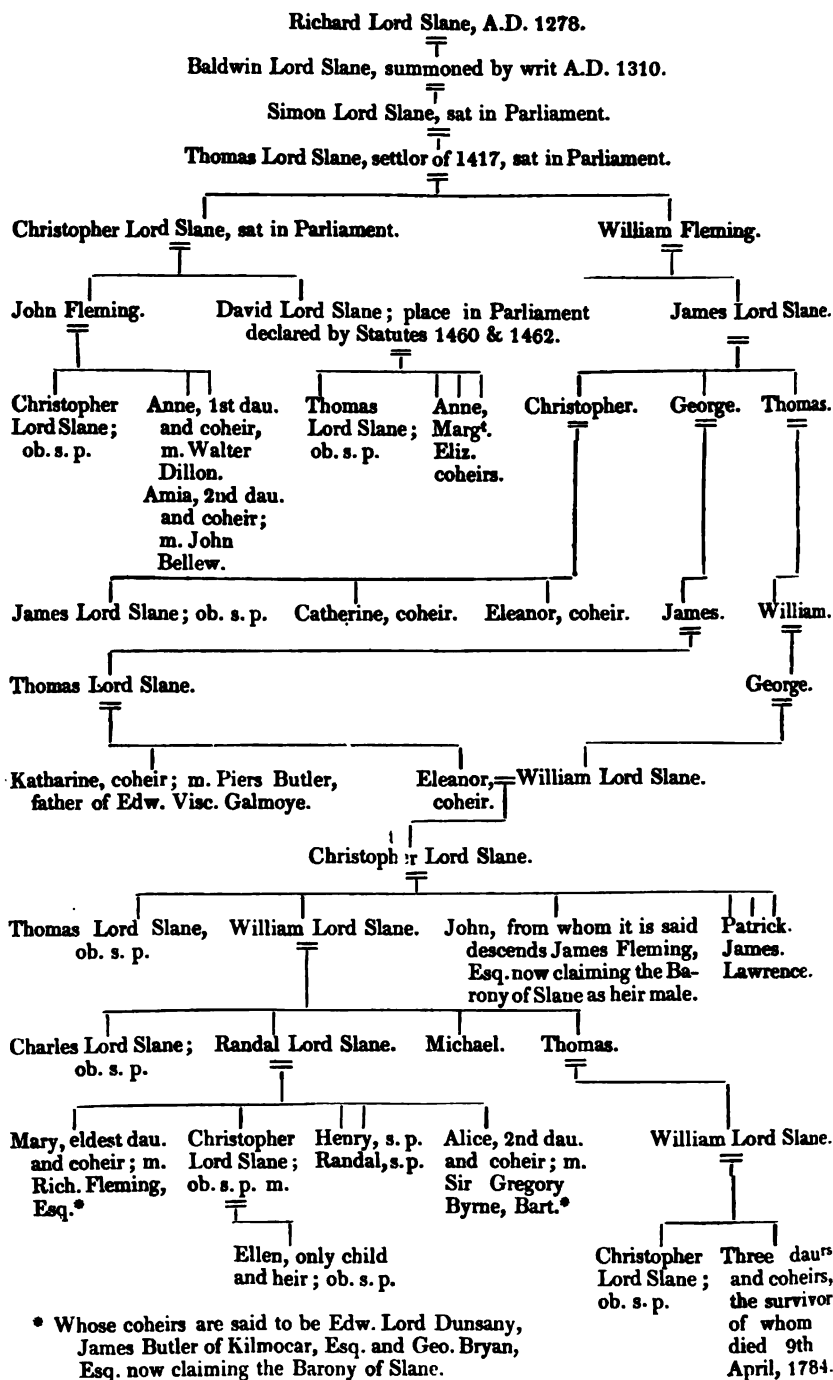 Richard Lord Slane, A.D. 1278.
Baldwin Lord Slane, summoned by writ A.D. 1310.
Simon Lord Slane, sat in Parliament.
Thomas Lord Slane, settlor of 1417, sat in Parliament.
Christopher Lord Slane, sat in Parliament.
William Fleming.
John Fleming.
David Lord Slane; place in Parliament
declared by Statutes 1460 & 1462.
James Lord Slane.
Christopher
Lord Slane;
ob. s. p.
Anne, 1st dau.
and coheir,
m. Walter
Dillon.
Amia, 2nd dau.
and coheir;
m. John
Bellew.
Thomas
Lord Slane;
ob. s. p.
Anne,
Margt.
Eliz.
coheirs.
Christopher.
George.
Thomas.
James Lord Slane; ob. s. p.
Catherine, coheir.
Eleanor, coheir.
James.
William.
Thomas Lord Slane.
George.
Katharine, coheir; m. Piers Butler,
father of Edw. Visc. Galmoye.
Eleanor,
coheir.
William Lord Slane.
Christopher Lord Slane.
Thomas Lord Slane,
ob. s. p.
William Lord Slane.
John, from whom it is said
descends James Fleming,
Esq. now claiming the Ba-
rony of Slane as heir male.
Patrick.
James.
Lawrence.
Charles Lord Slane;
ob. s. p.
Randal Lord Slane.
Michael.
Thomas.
Mary, eldest dau.
and coheir; m.
Rich. Fleming,
Esq.*
Christopher
Lord Slane;
ob. s. p. m.
Henry, s. p.
Randal, s. p.
Alice, 2nd dau.
and coheir; m.
Sir Gregory
Byrne, Bart.*
William Lord Slane.
Ellen, only child
and heir; ob. s. p.
Christopher
Lord Slane;
ob. s. p.
Three daurs
and coheirs,
the survivor
of whom
died 9th
April, 1784.
* Whose coheirs are said to be Edw. Lord Dunsany,
James Butler of Kilmocar, Esq. and Geo. Bryan,
Esq. now claiming the Barony of Slane.